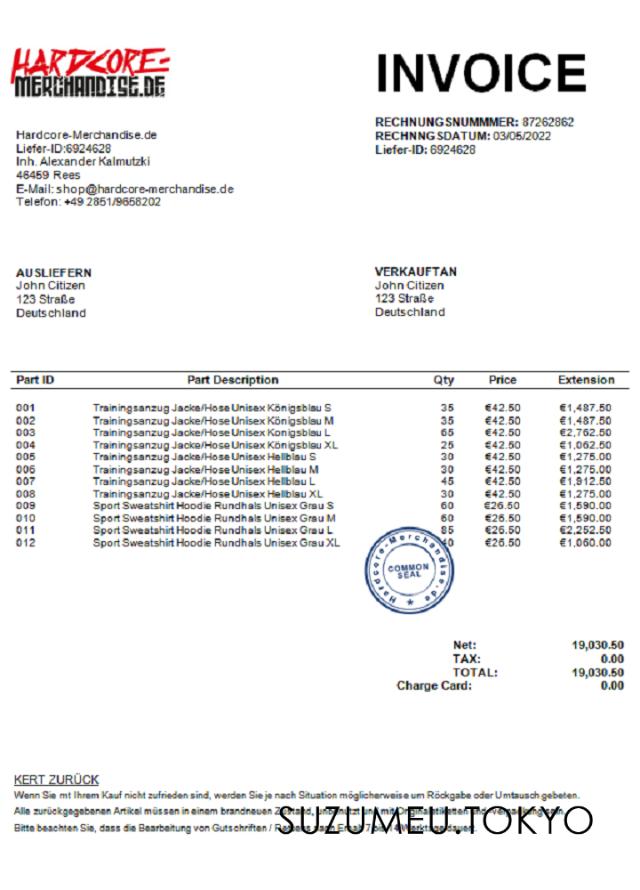 HARDCORE-
MERCHANDISE.DE
INVOICE
RECHNUNGSNUMMMER: 87262862
RECHNNGSDATUM: 03/05/2022
Liefer-ID: 6924628
Hardcore-Merchandise.de
Liefer-ID:6924628
Inh. Alexander Kalmutzki
46459 Rees
E-Mail: shop@hardcore-merchandise.de
Telefon: +49 2851/9658202
AUSLIEFERN
John Citizen
123 Straße
Deutschland
VERKAUFTAN
John Citizen
123 Straße
Deutschland
Part ID Part Description Qty Price Extension
001 Trainingsanzug Jacke/Hose Unisex Königsblau S 35 €42.50 €1,487.50
002 Trainingsanzug Jacke/Hose Unisex Königsblau M 35 €42.50 €1,487.50
003 Trainingsanzug Jacke/Hose Unisex Königsblau L 65 €42.50 €2,762.50
004 Trainingsanzug Jacke/Hose Unisex Königsblau XL 25 €42.50 €1,062.50
005 Trainingsanzug Jacke/Hose Unisex Hellblau S 30 €42.50 €1,275.00
006 Trainingsanzug Jacke/Hose Unisex Hellblau M 30 €42.50 €1,275.00
007 Trainingsanzug Jacke/Hose Unisex Hellblau L 45 €42.50 €1,912.50
008 Trainingsanzug Jacke/Hose Unisex Hellblau XL 30 €42.50 €1,275.00
009 Sport Sweatshirt Hoodie Rundhals Unisex Grau S 60 €26.50 €1,590.00
010 Sport Sweatshirt Hoodie Rundhals Unisex Grau M 60 €26.50 €1,590.00
011 Sport Sweatshirt Hoodie Rundhals Unisex Grau L 85 €26.50 €2,252.50
012 Sport Sweatshirt Hoodie Rundhals Unisex Grau XL 40 €26.50 €1,060.00
Hardcore-Merchandise.de
COMMON
SEAL
Net: 19,030.50
TAX: 0.00
TOTAL: 19,030.50
Charge Card: 0.00
KERT ZURÜCK
Wenn Sie mt Ihrem Kauf nicht zufrieden sind, werden Sie je nach Situation möglicherweise um Rückgabe oder Umtausch gebeten.
Alle zurückgegebenen Artikel müssen in einem brandneuen Zustand, unbenutzt und mit Originaletiketten und -verpackung sein.
Bitte beachten Sie, dass die Bearbeitung von Gutschriften / nach 7 bis 14 Werktage dauert.
SUZUMEU.TOKYO